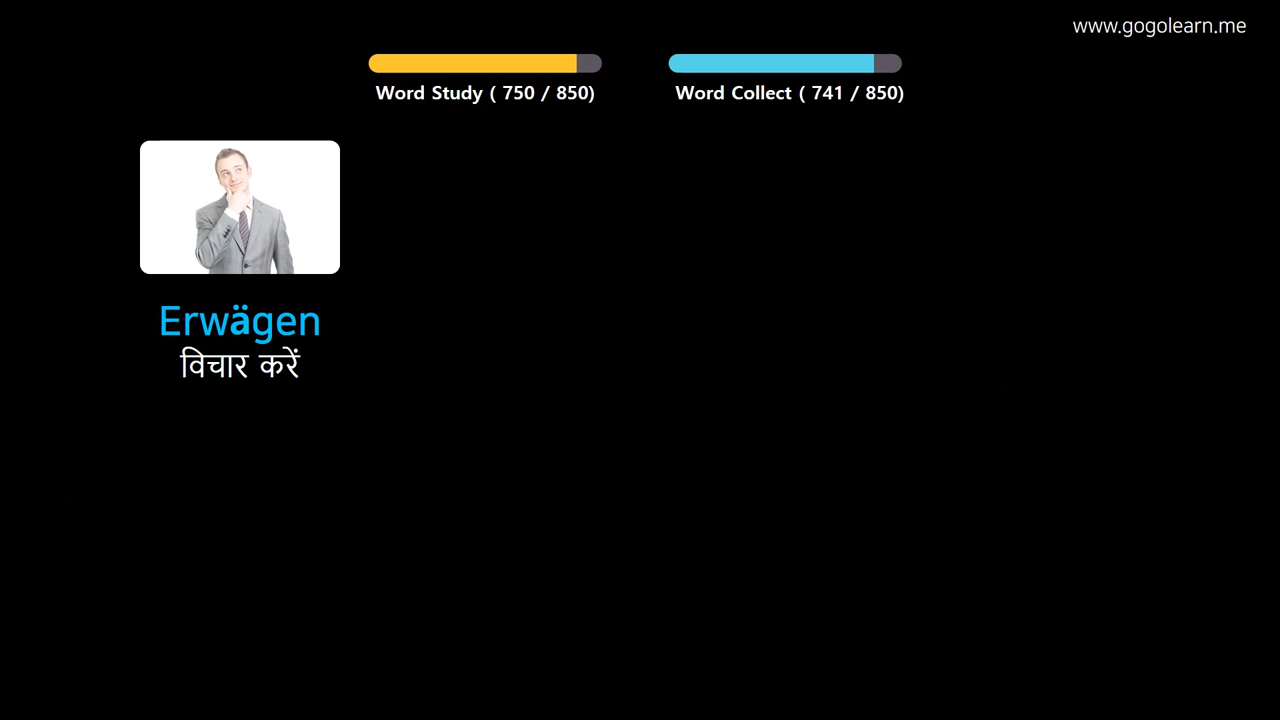 www.gogolearn.me
Word Study ( 750 / 850)
Word Collect ( 741 / 850)
Erwägen
विचार करें